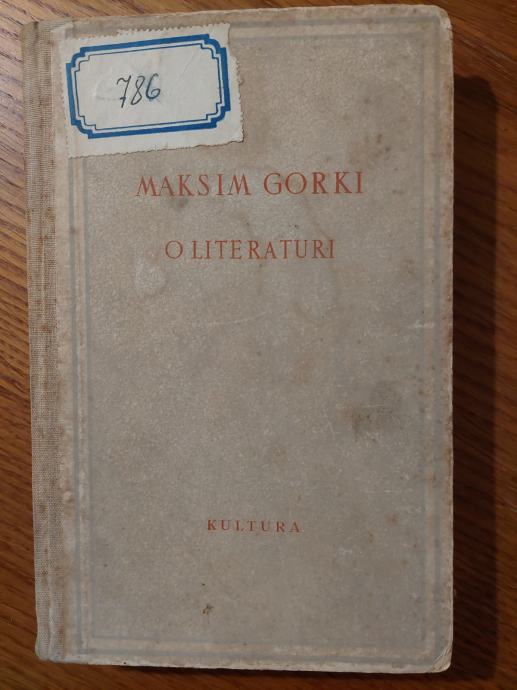 786
MAKSIM GORKI
O LITERATURI
KULTURA